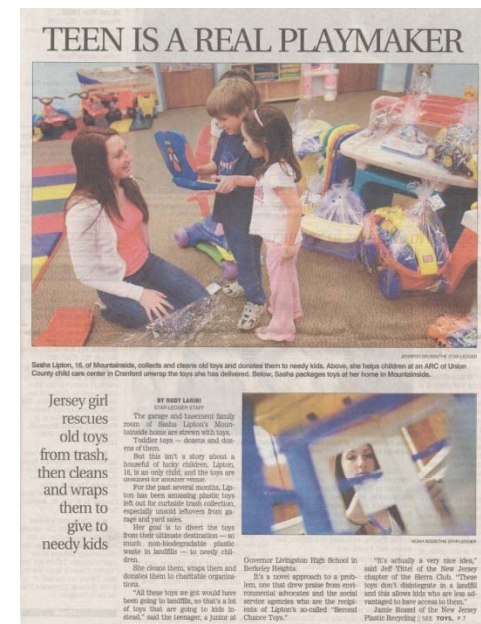 TEEN IS A REAL PLAYMAKER
Sasha Lipton, 16, of Mountainside, collects and cleans old toys and donates them to needy kids. Above, she helps children at an ARC of Union
County child care center in Cranford unwrap the toys she has delivered. Below, Sasha packages toys at her home in Mountainside.
Jersey girl
rescues
old toys
from trash,
then cleans
and wraps
them to
give to
needy kids
BY RUDY LARINI
STAR-LEDGER STAFF
The garage and basement family
room of Sasha Lipton's Moun-
tainside home are strewn with toys.
Toddler toys — dozens and doz-
ens of them.
But this isn't a story about a
houseful of lucky children. Lipton,
16, is an only child, and the toys are
destined for another venue.
For the past several months, Lip-
ton has been amassing plastic toys
left out for curbside trash collection,
especially unsold leftovers from ga-
rage and yard sales.
Her goal is to divert the toys
from their ultimate destination — so
much non-biodegradable plastic
waste in landfills — to needy chil-
dren.
She cleans them, wraps them and
donates them to charitable organiza-
tions.
"All these toys we got would have
been going to landfills, so that's a lot
of toys that are going to kids in-
stead," said the teenager, a junior at
Governor Livingston High School in
Berkeley Heights.
It's a novel approach to a prob-
lem, one that drew praise from envi-
ronmental advocates and the social
service agencies who are the recipi-
ents of Lipton's so-called "Second
Chance Toys."
"It's actually a very nice idea,"
said Jeff Tittel of the New Jersey
chapter of the Sierra Club. "These
toys don't disintegrate in a landfill
and this allows kids who are less ad-
vantaged to have access to them."
Jamie Rosset of the New Jersey
Plastic Recycling SEE TOYS, P.7